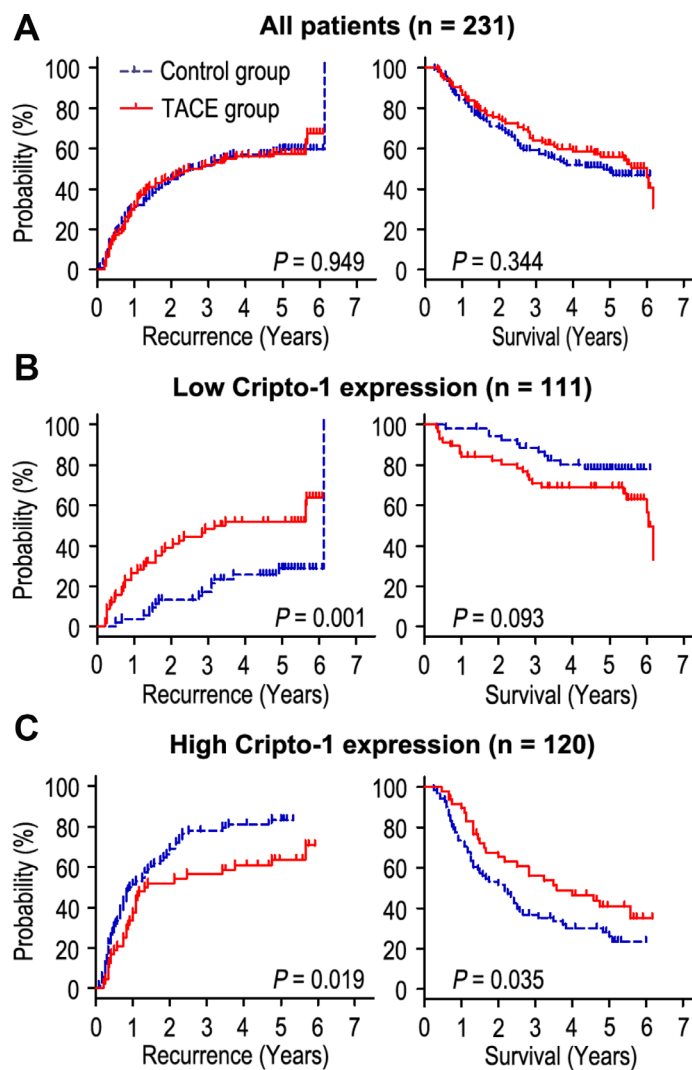 A
All patients (n = 231)
Control group
TACE group
Probability (%)
100
80
60
40
20
0
P = 0.949
0 1 2 3 4 5 6 7
Recurrence (Years)
100
80
60
40
20
0
P = 0.344
0 1 2 3 4 5 6 7
Survival (Years)
B
Low Cripto-1 expression (n = 111)
Probability (%)
100
80
60
40
20
0
P = 0.001
0 1 2 3 4 5 6 7
Recurrence (Years)
100
80
60
40
20
0
P = 0.093
0 1 2 3 4 5 6 7
Survival (Years)
C
High Cripto-1 expression (n = 120)
Probability (%)
100
80
60
40
20
0
P = 0.019
0 1 2 3 4 5 6 7
Recurrence (Years)
100
80
60
40
20
0
P = 0.035
0 1 2 3 4 5 6 7
Survival (Years)